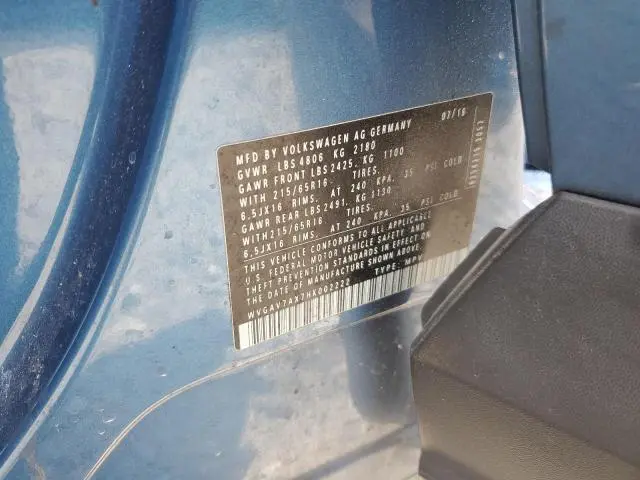 MFD BY VOLKSWAGEN AG GERMANY 07/16
GVWR LBS 4806 KG 2180
GAWR FRONT LBS 2425. KG 1100
WITH 215/65R16 TIRES.
6.5JX16 RIMS. AT 240 KPA. 35 PSI COLD
GAWR REAR LBS 2491. KG 1130
WITH 215/65R16 TIRES.
6.5JX16 RIMS. AT 240 KPA. 35 PSI COLD
THIS VEHICLE CONFORMS TO ALL APPLICABLE
U.S. FEDERAL MOTOR VEHICLE SAFETY AND
THEFT PREVENTION STANDARDS IN EFFECT ON
THE DATE OF MANUFACTURE SHOWN ABOVE.
WVGAV7AX7HK002222 TYPE: MPV